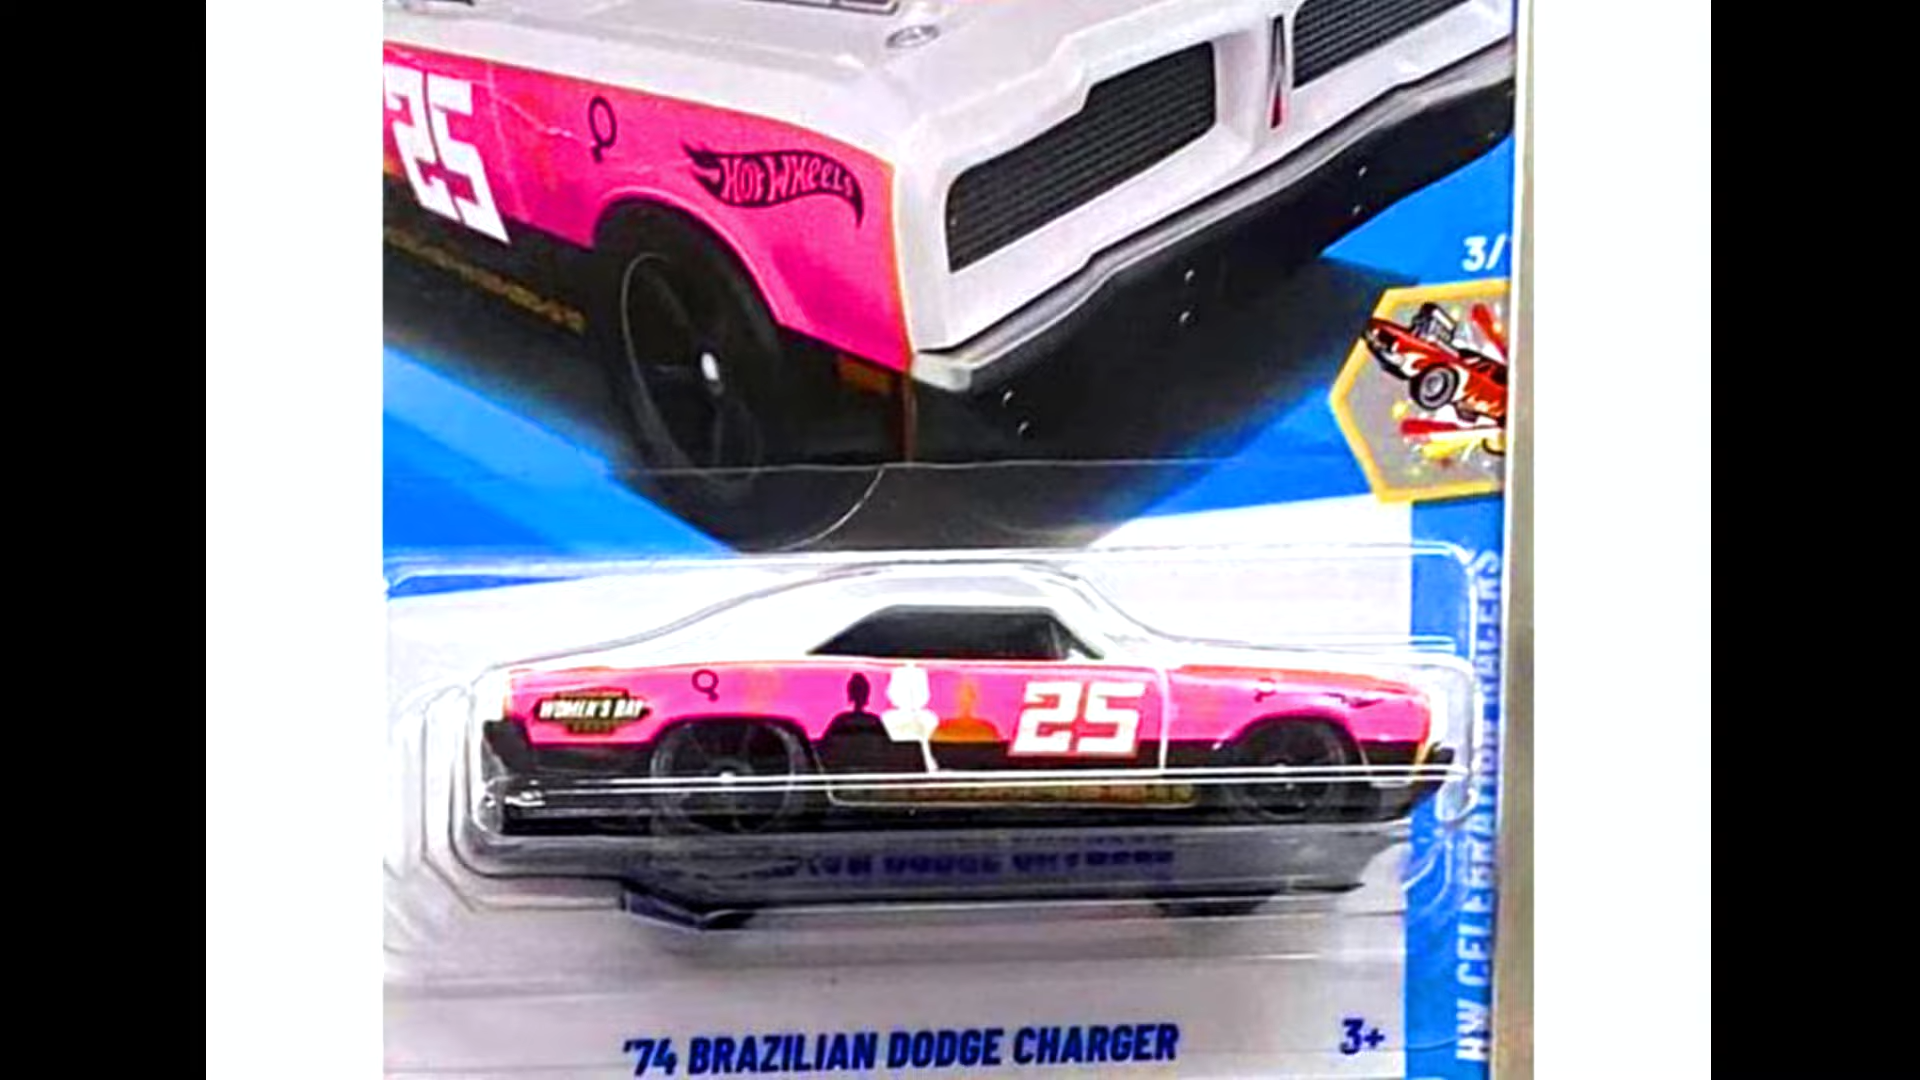 25
HOT WHEELS
3/
WOMEN'S DAY
25
HW CELEBRATION RACERS
'74 BRAZILIAN DODGE CHARGER
3+